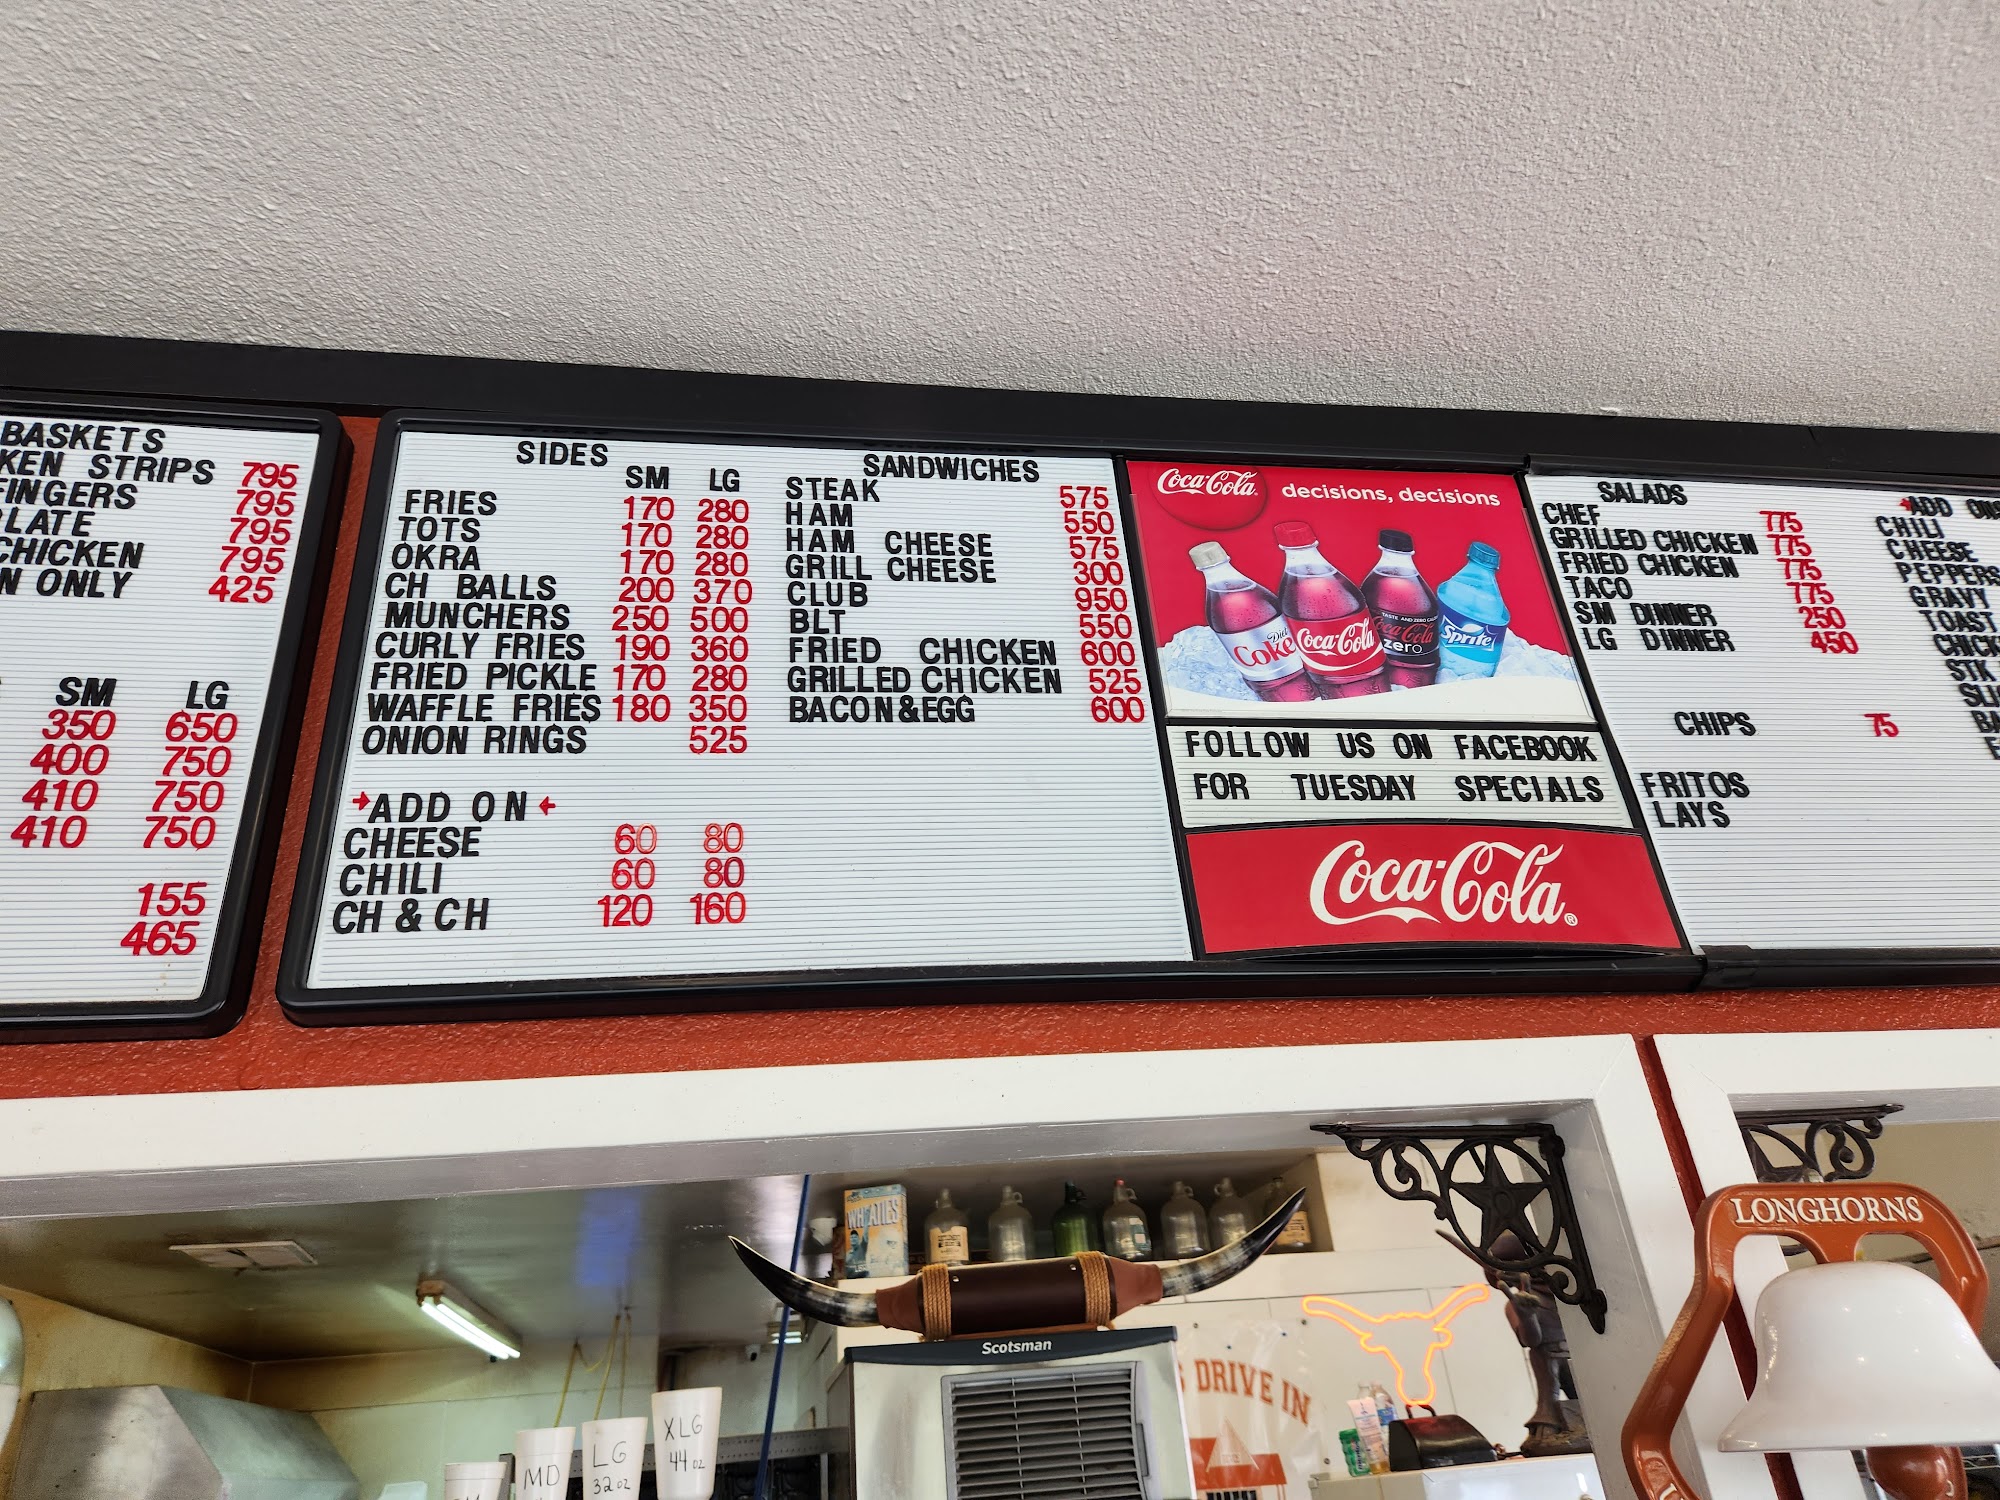 BASKETS
KEN STRIPS 795
FINGERS 795
LATE 795
CHICKEN 795
N ONLY 425
SM LG
350 650
400 750
410 750
410 750
155
465
SIDES
SM LG
FRIES 170 280
TOTS 170 280
OKRA 170 280
CH BALLS 200 370
MUNCHERS 250 500
CURLY FRIES 190 360
FRIED PICKLE 170 280
WAFFLE FRIES 180 350
ONION RINGS 525
→ADD ON←
CHEESE 60 80
CHILI 60 80
CH & CH 120 160
SANDWICHES
STEAK 575
HAM 550
HAM CHEESE 575
GRILL CHEESE 300
CLUB 950
BLT 550
FRIED CHICKEN 600
GRILLED CHICKEN 525
BACON&EGG 600
Coca-Cola decisions, decisions
Diet Coke
Coca-Cola
Coca-Cola zero
Sprite
FOLLOW US ON FACEBOOK
FOR TUESDAY SPECIALS
Coca-Cola®
SALADS
CHEF 775
GRILLED CHICKEN 775
FRIED CHICKEN 775
TACO 775
SM DINNER 250
LG DINNER 450
CHIPS 75
FRITOS
LAYS
ADD ONS
CHILI
CHEESE
PEPPERS
GRAVY
TOAST
CHICK
STK
SLI
BA
WHEATIES
Scotsman
S DRIVE IN
LONGHORNS
MD
LG
32 oz
XLG
44 oz